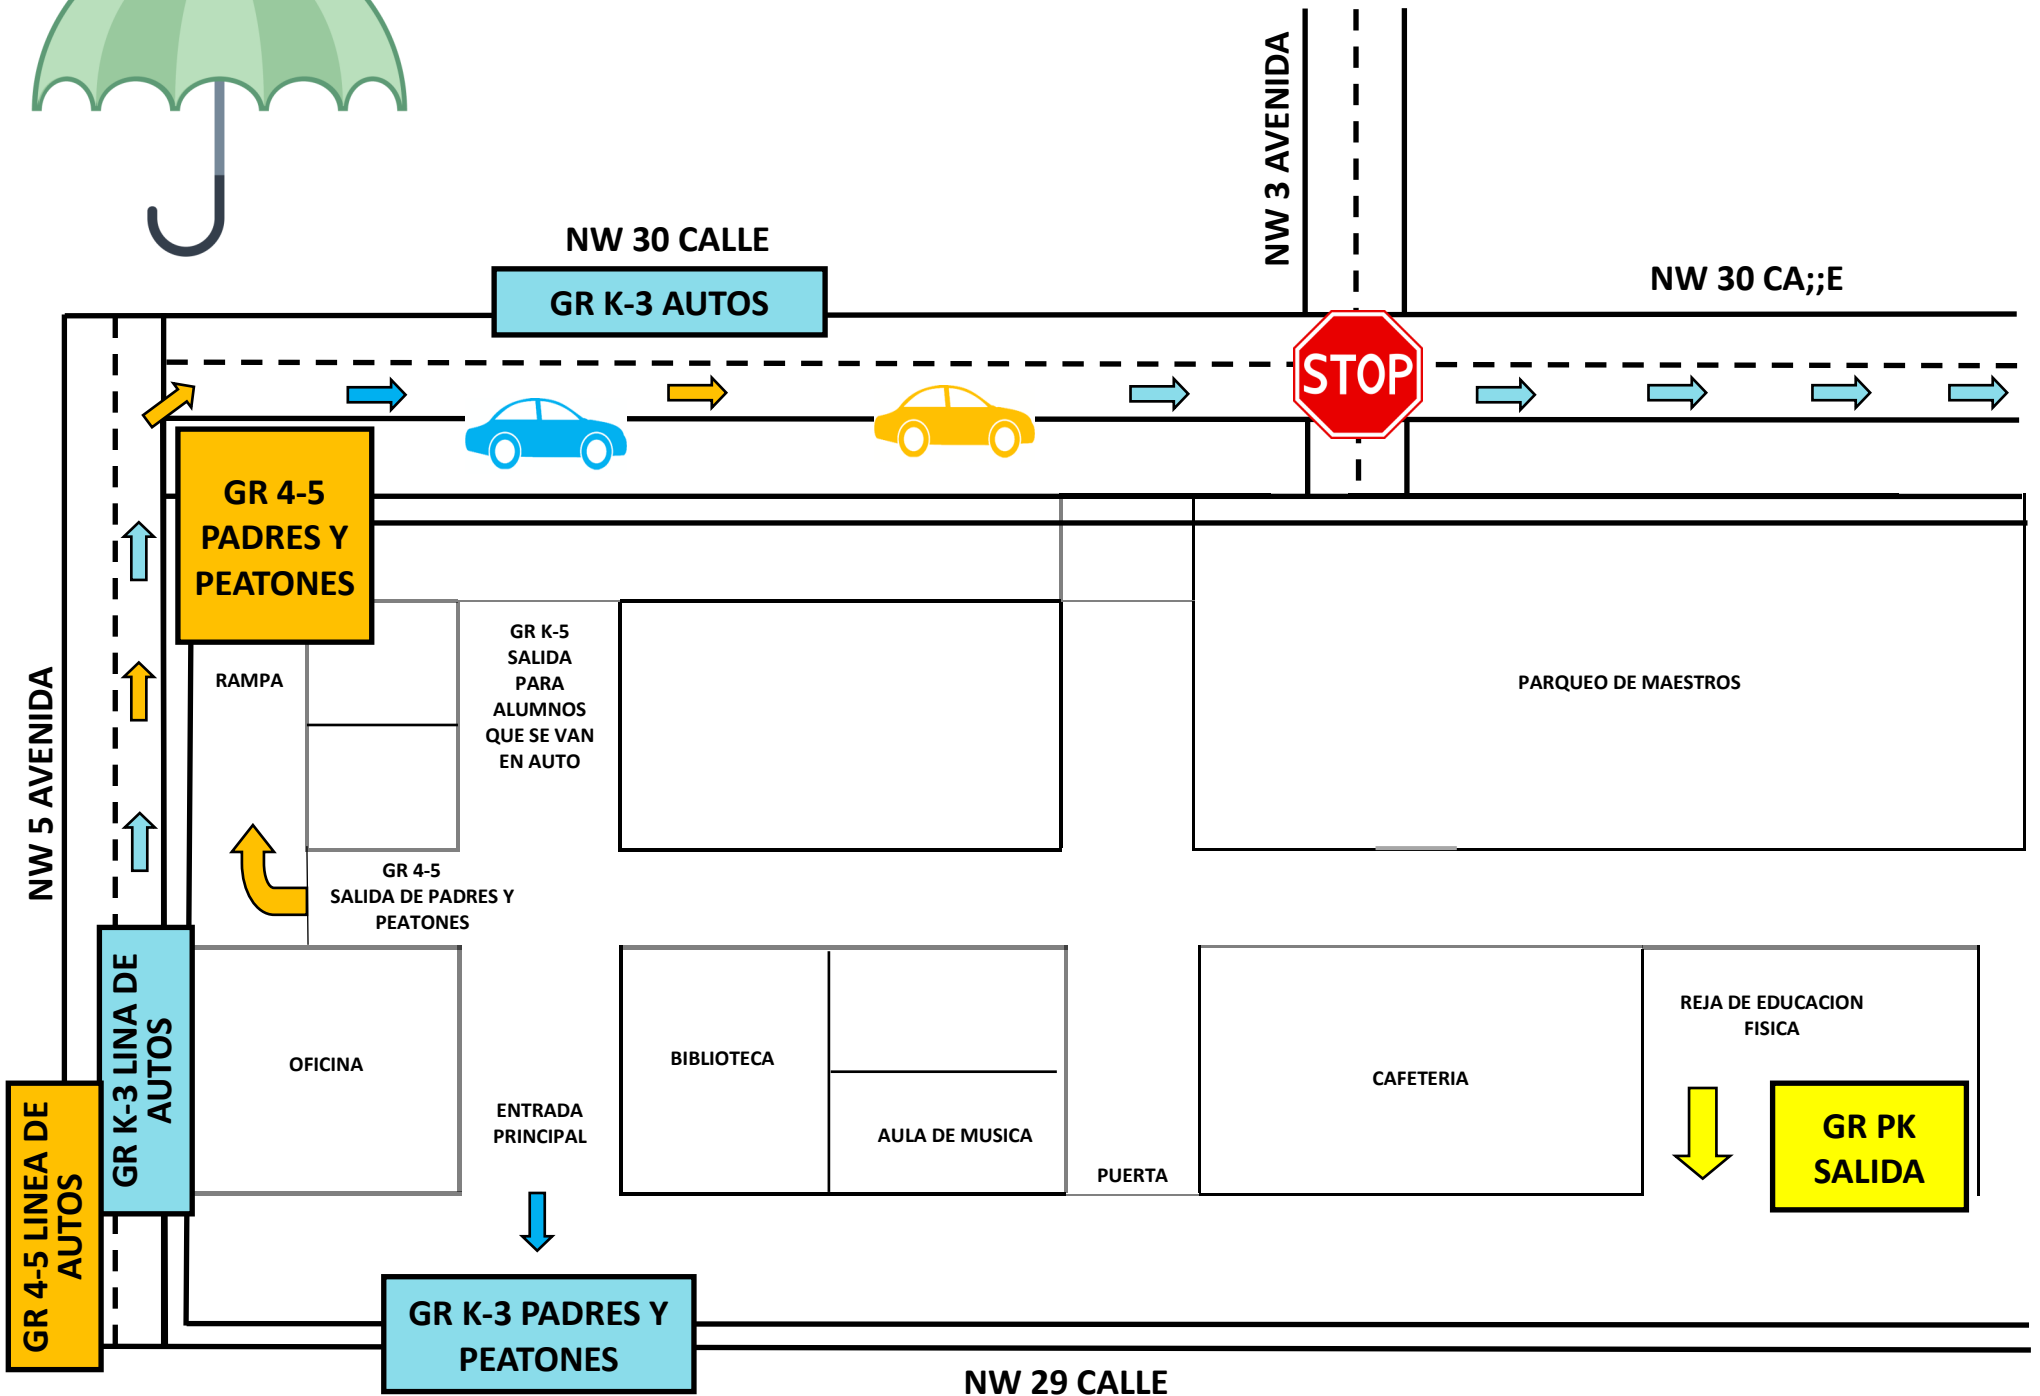 NW 3 AVENIDA
NW 30 CALLE
NW 30 CA;;E
GR K-3 AUTOS
STOP
GR 4-5
PADRES Y
PEATONES
GR K-5
SALIDA
PARA
ALUMNOS
QUE SE VAN
EN AUTO
RAMPA
PARQUEO DE MAESTROS
NW 5 AVENIDA
GR 4-5
SALIDA DE PADRES Y
PEATONES
GR K-3 LINA DE
AUTOS
GR 4-5 LINEA DE
AUTOS
OFICINA
ENTRADA
PRINCIPAL
BIBLIOTECA
AULA DE MUSICA
PUERTA
CAFETERIA
REJA DE EDUCACION
FISICA
GR PK
SALIDA
GR K-3 PADRES Y
PEATONES
NW 29 CALLE